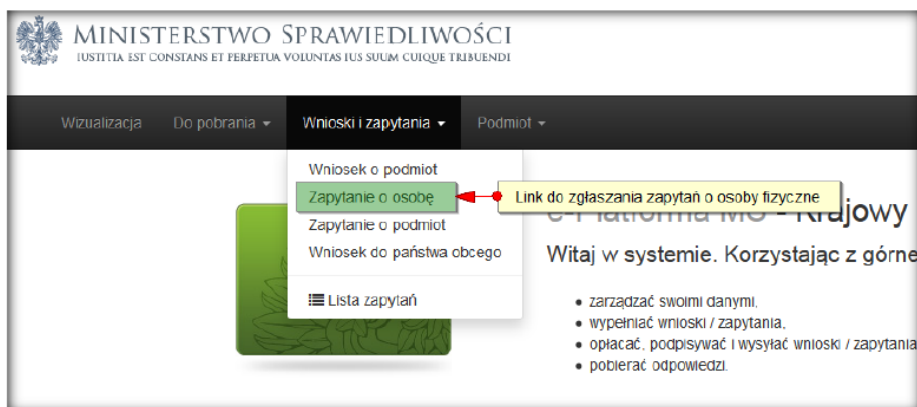 MINISTERSTWO SPRAWIEDLIWOŚCI
IUSTITIA EST CONSTANS ET PERPETUA VOLUNTAS IUS SUUM CUIQUE TRIBUENDI
Wizualizacja Do pobrania Wnioski i zapytania Podmiot
Wniosek o podmiot
Zapytanie o osobę Link do zgłaszania zapytań o osoby fizyczne
Zapytanie o podmiot e-Platforma MS - Krajowy
Wniosek do państwa obcego Witaj w systemie. Korzystając z górne
Lista zapytań
• zarządzać swoimi danymi,
• wypełniać wnioski / zapytania,
• opłacać, podpisywać i wysyłać wnioski / zapytania
• pobierać odpowiedzi.